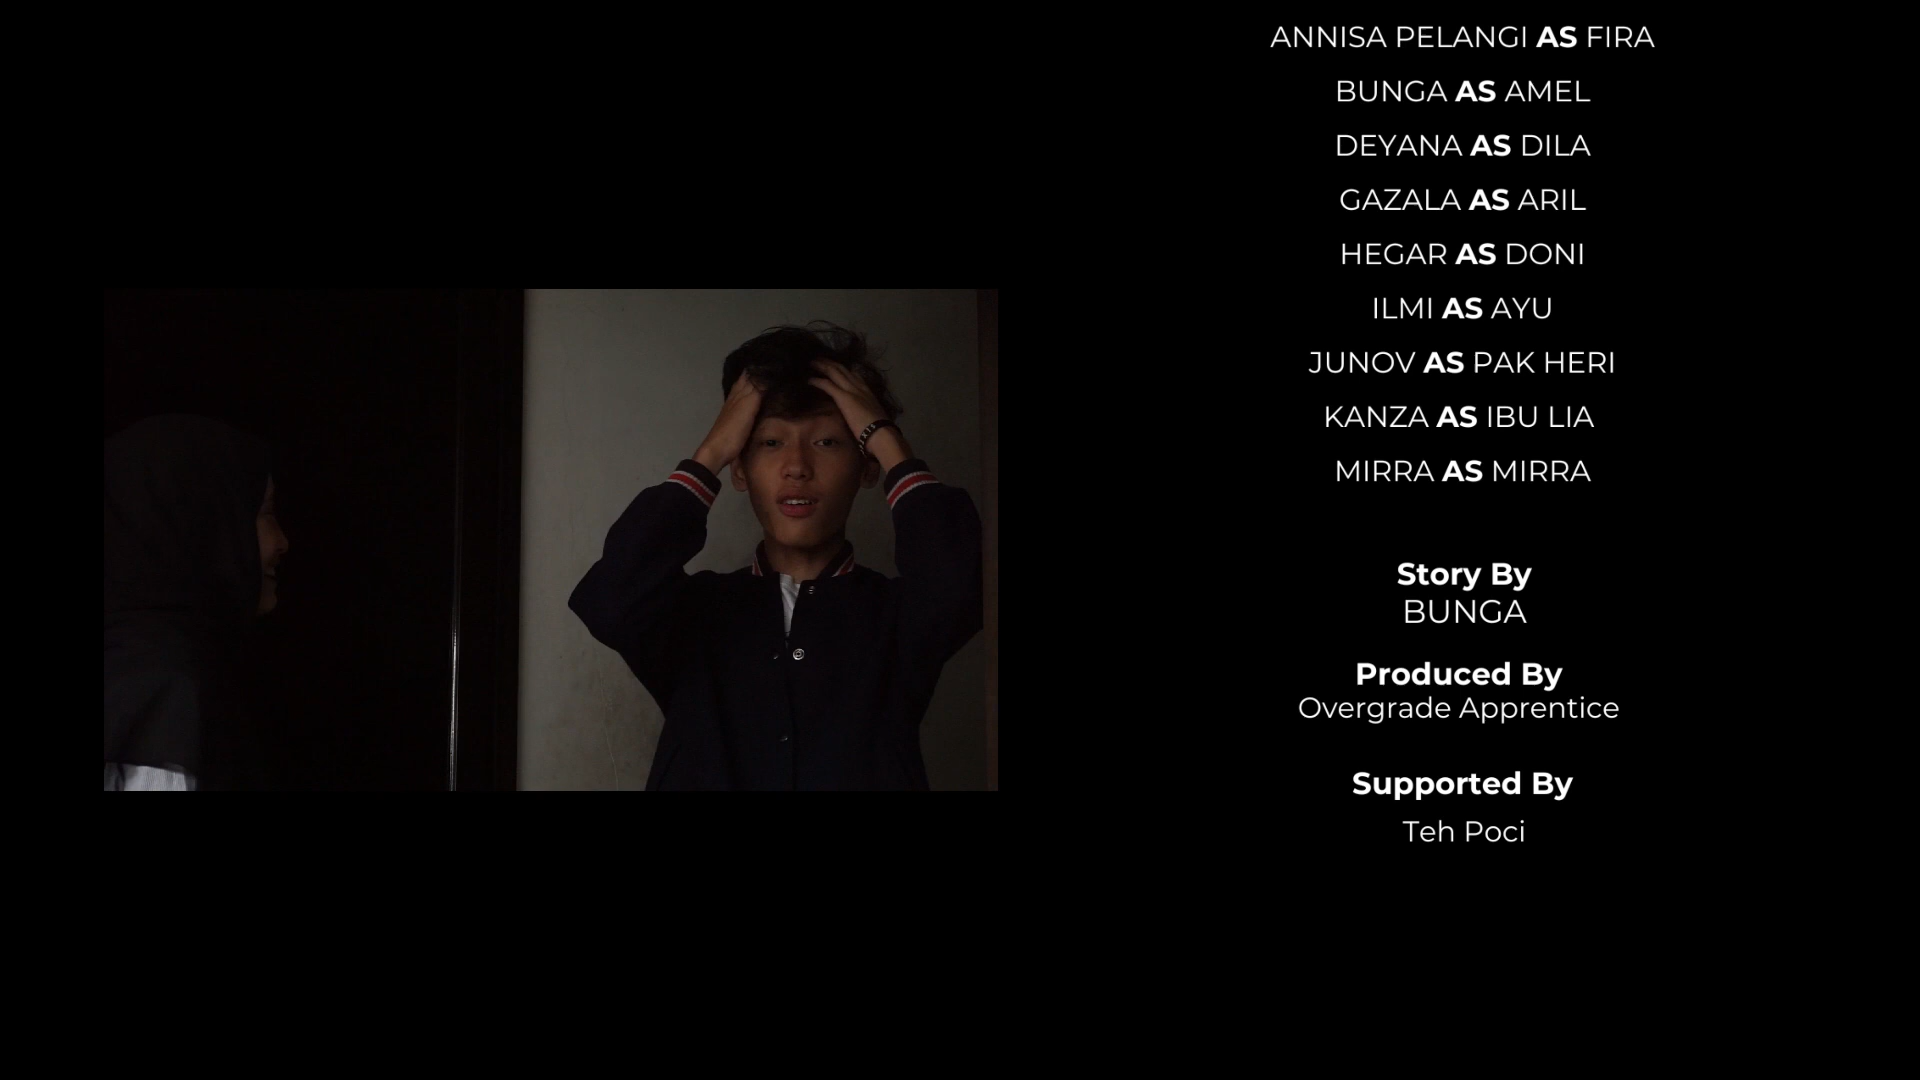 ANNISA PELANGI AS FIRA
BUNGA AS AMEL
DEYANA AS DILA
GAZALA AS ARIL
HEGAR AS DONI
ILMI AS AYU
JUNOV AS PAK HERI
KANZA AS IBU LIA
MIRRA AS MIRRA
Story By
BUNGA
Produced By
Overgrade Apprentice
Supported By
Teh Poci